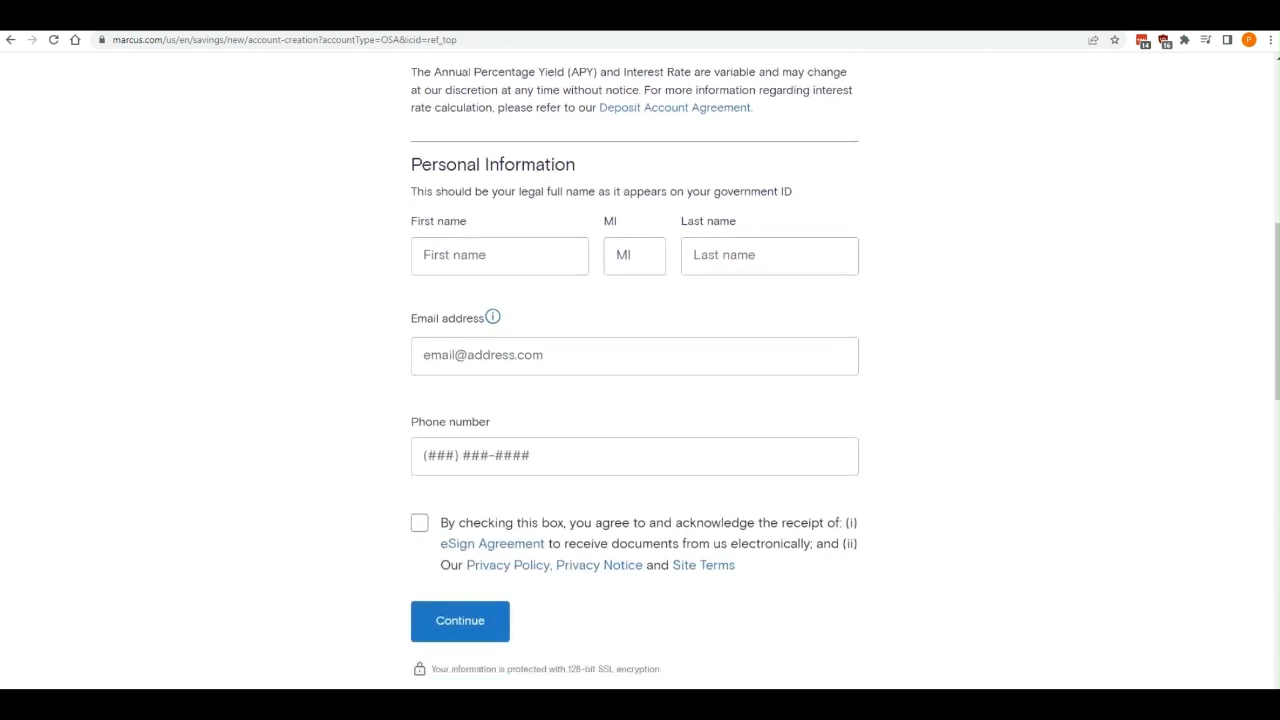 marcus.com/us/en/savings/new/account-creation?accountType=OSA&icid=ref_top
14
15
P
The Annual Percentage Yield (APY) and Interest Rate are variable and may change
at our discretion at any time without notice. For more information regarding interest
rate calculation, please refer to our Deposit Account Agreement.
Personal Information
This should be your legal full name as it appears on your government ID
First name MI Last name
First name MI Last name
Email address
email@address.com
Phone number
(###) ###-####
By checking this box, you agree to and acknowledge the receipt of: (i)
eSign Agreement to receive documents from us electronically; and (ii)
Our Privacy Policy, Privacy Notice and Site Terms
Continue
Your information is protected with 128-bit SSL encryption.